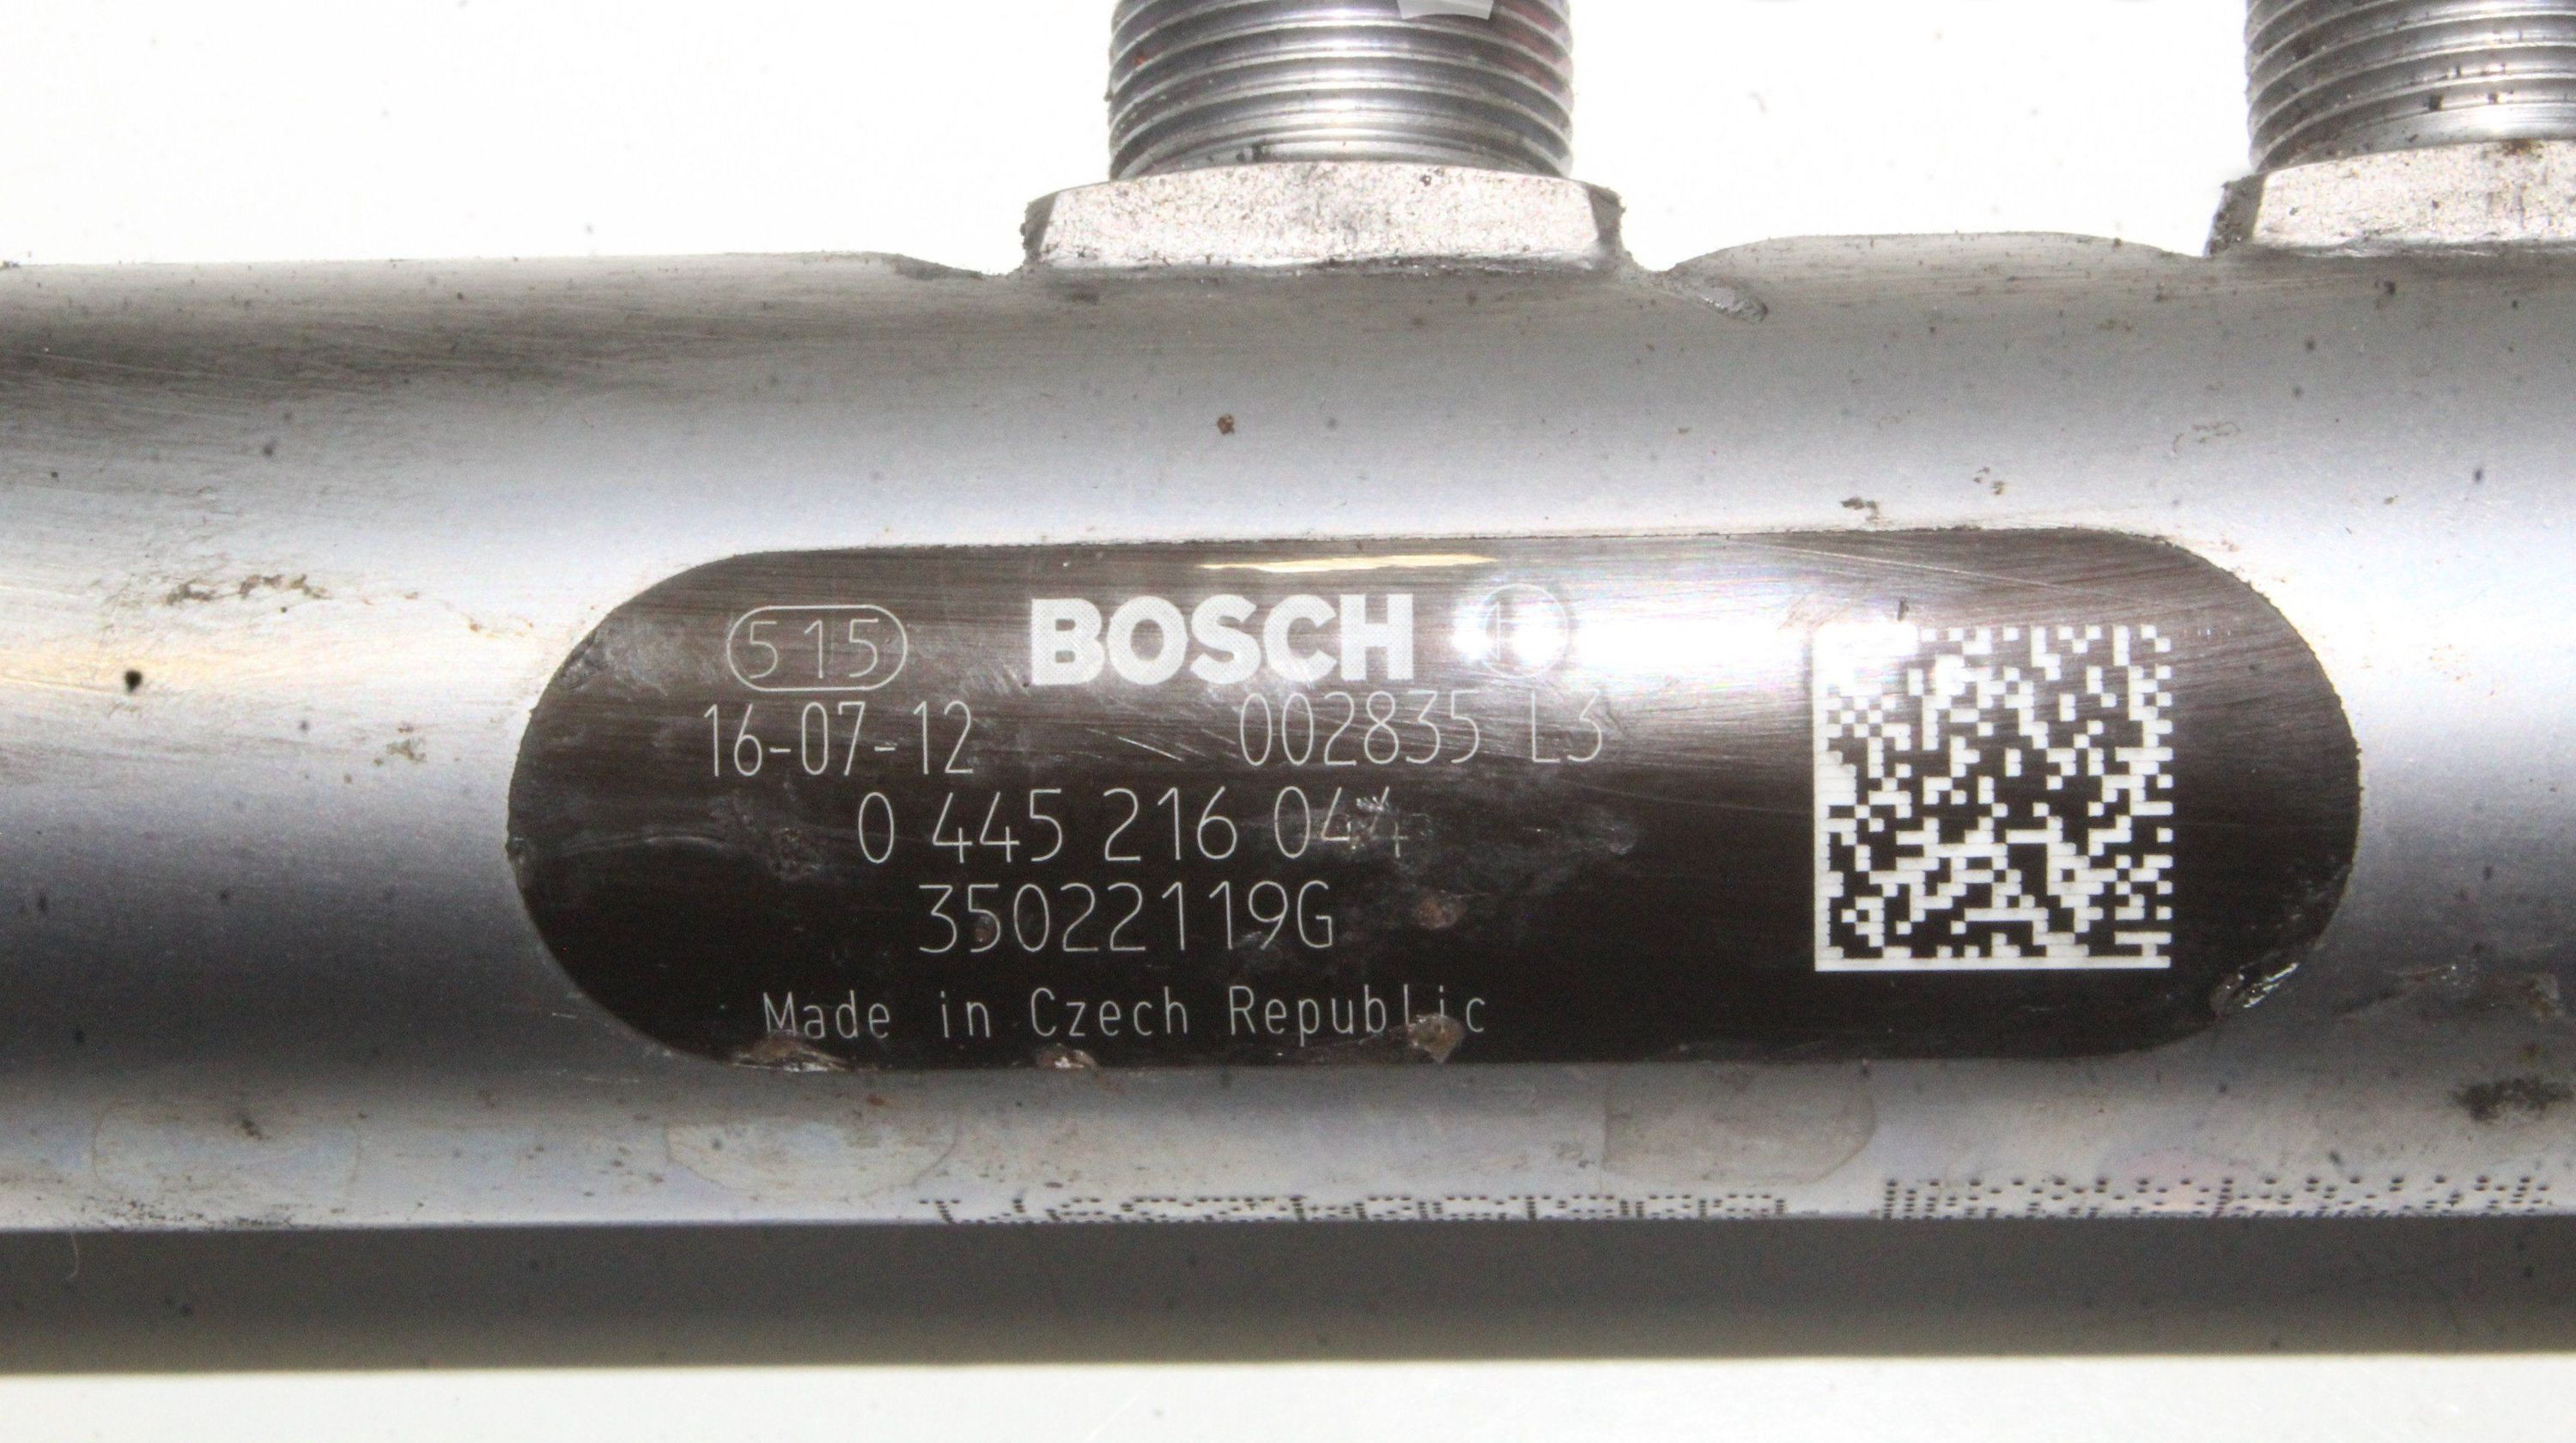 515 BOSCH
16-07-12 002835 L3
0 445 216 044
35022119G
Made in Czech Republic